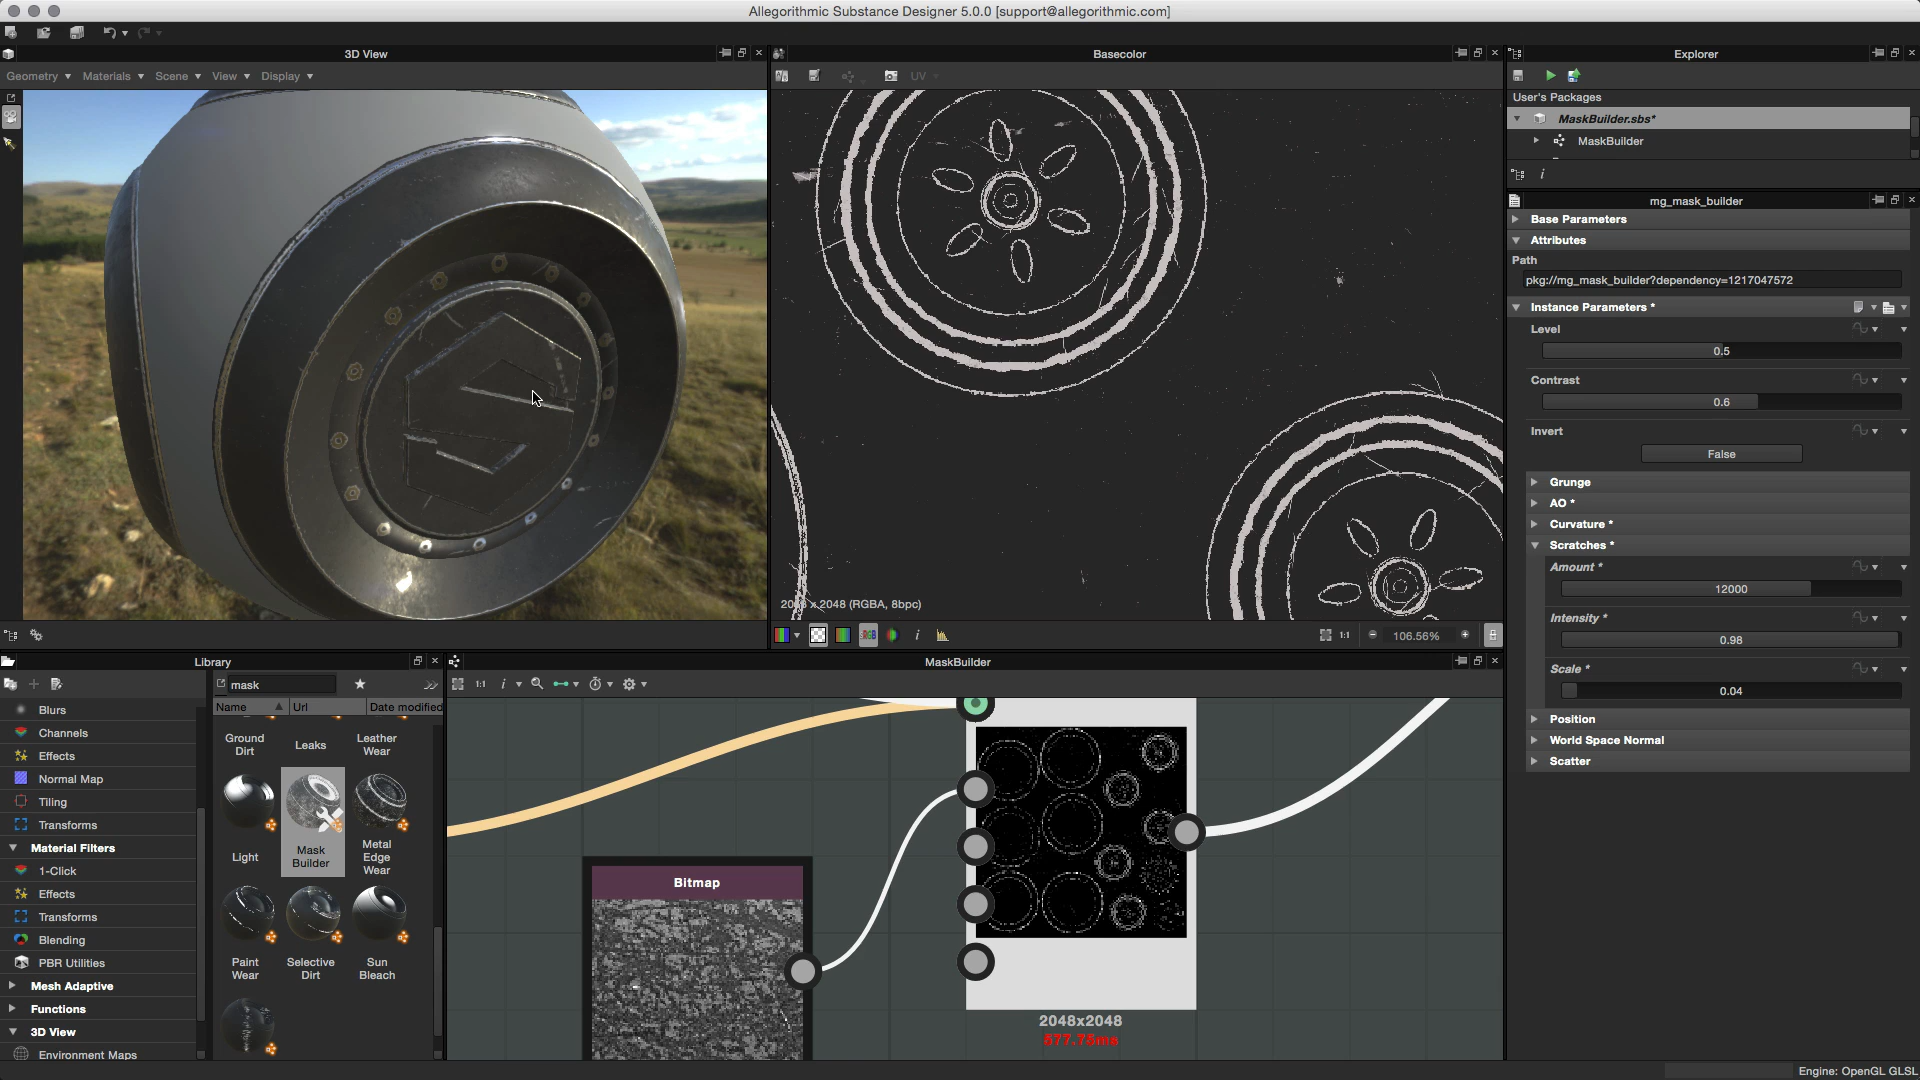 Allegorithmic Substance Designer 5.0.0 [support@allegorithmic.com]
3D View
Geometry
Materials
Scene
View
Display
Basecolor
UV
2048 x 2048 (RGBA, 8bpc)
RGB
1:1
106.56%
Explorer
User's Packages
MaskBuilder.sbs*
MaskBuilder
mg_mask_builder
Base Parameters
Attributes
Path
pkg://mg_mask_builder?dependency=1217047572
Instance Parameters *
Level
0.5
Contrast
0.6
Invert
False
Grunge
AO *
Curvature *
Scratches *
Amount *
12000
Intensity *
0.98
Scale *
0.04
Position
World Space Normal
Scatter
Library
mask
Name
Url
Date modified
Blurs
Channels
Effects
Normal Map
Tiling
Transforms
Material Filters
1-Click
Effects
Transforms
Blending
PBR Utilities
Mesh Adaptive
Functions
3D View
Environment Maps
Ground Dirt
Leaks
Leather Wear
Light
Mask Builder
Metal Edge Wear
Paint Wear
Selective Dirt
Sun Bleach
MaskBuilder
1:1
Bitmap
2048x2048
577.75ms
Engine: OpenGL GLSL